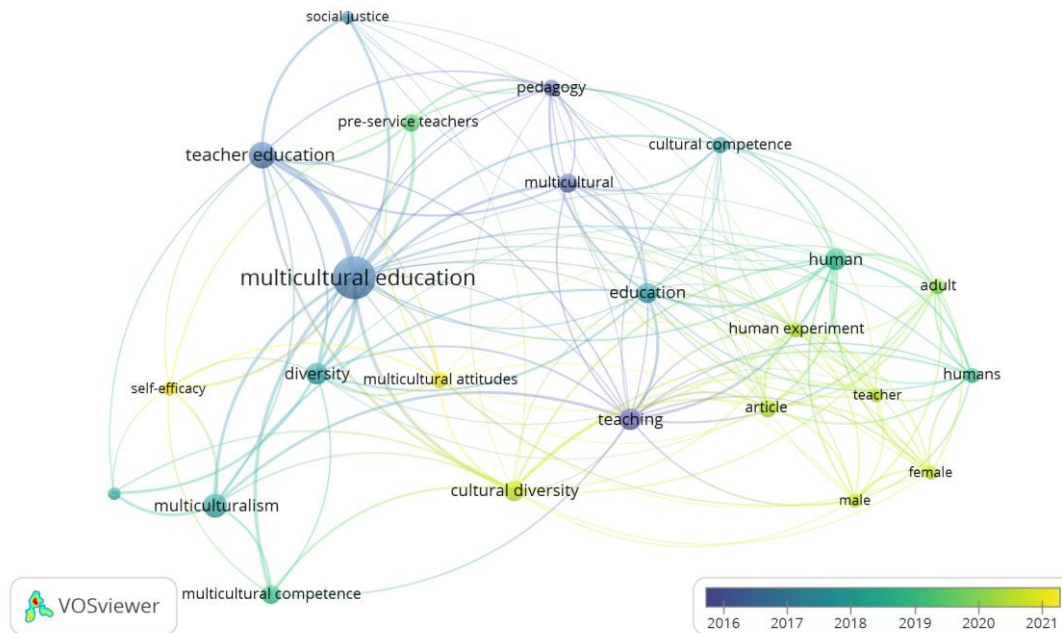 social justice
pedagogy
pre-service teachers
cultural competence
teacher education
multicultural
human
multicultural education
adult
education
human experiment
diversity
multicultural attitudes
humans
self-efficacy
teacher
article
teaching
female
cultural diversity
male
multiculturalism
multicultural competence
VOSviewer
2016 2017 2018 2019 2020 2021